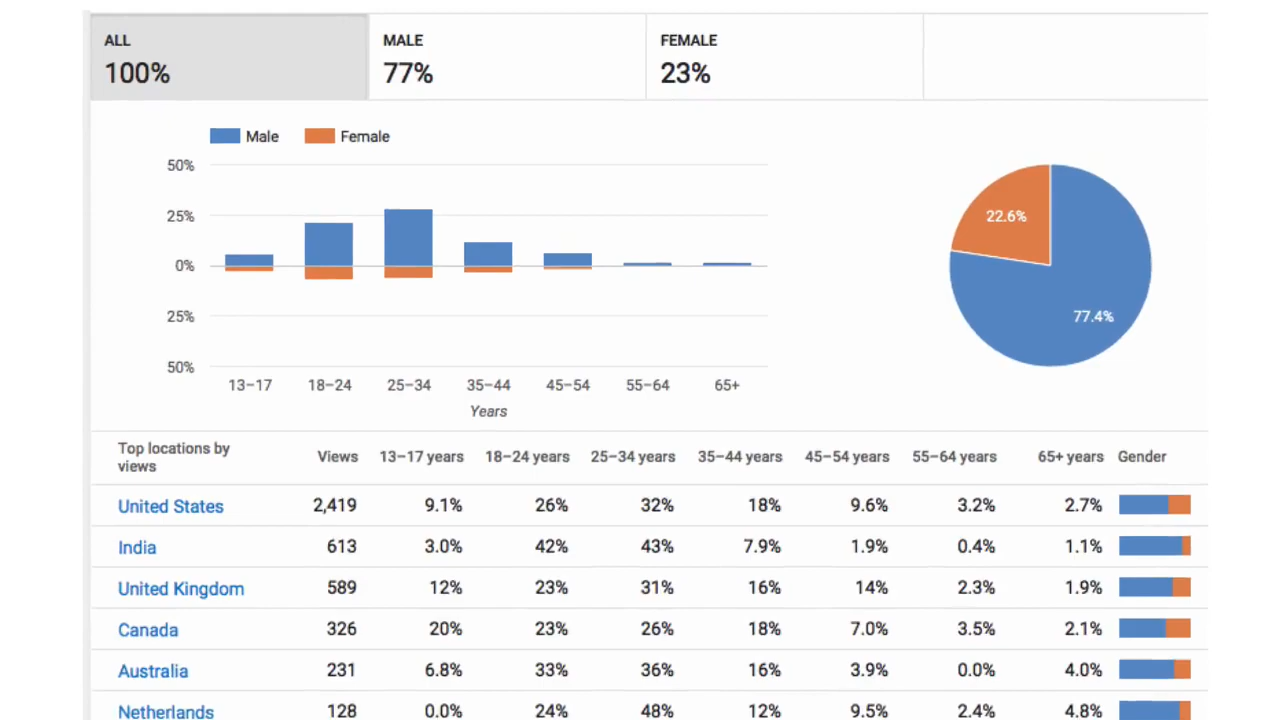 ALL MALE FEMALE
100% 77% 23%
Male Female
50%
25%
0%
25%
50%
22.6%
77.4%
13–17 18–24 25–34 35–44 45–54 55–64 65+
Years
Top locations by
views
Views 13–17 years 18–24 years 25–34 years 35–44 years 45–54 years 55–64 years 65+ years Gender
United States 2,419 9.1% 26% 32% 18% 9.6% 3.2% 2.7%
India 613 3.0% 42% 43% 7.9% 1.9% 0.4% 1.1%
United Kingdom 589 12% 23% 31% 16% 14% 2.3% 1.9%
Canada 326 20% 23% 26% 18% 7.0% 3.5% 2.1%
Australia 231 6.8% 33% 36% 16% 3.9% 0.0% 4.0%
Netherlands 128 0.0% 24% 48% 12% 9.5% 2.4% 4.8%